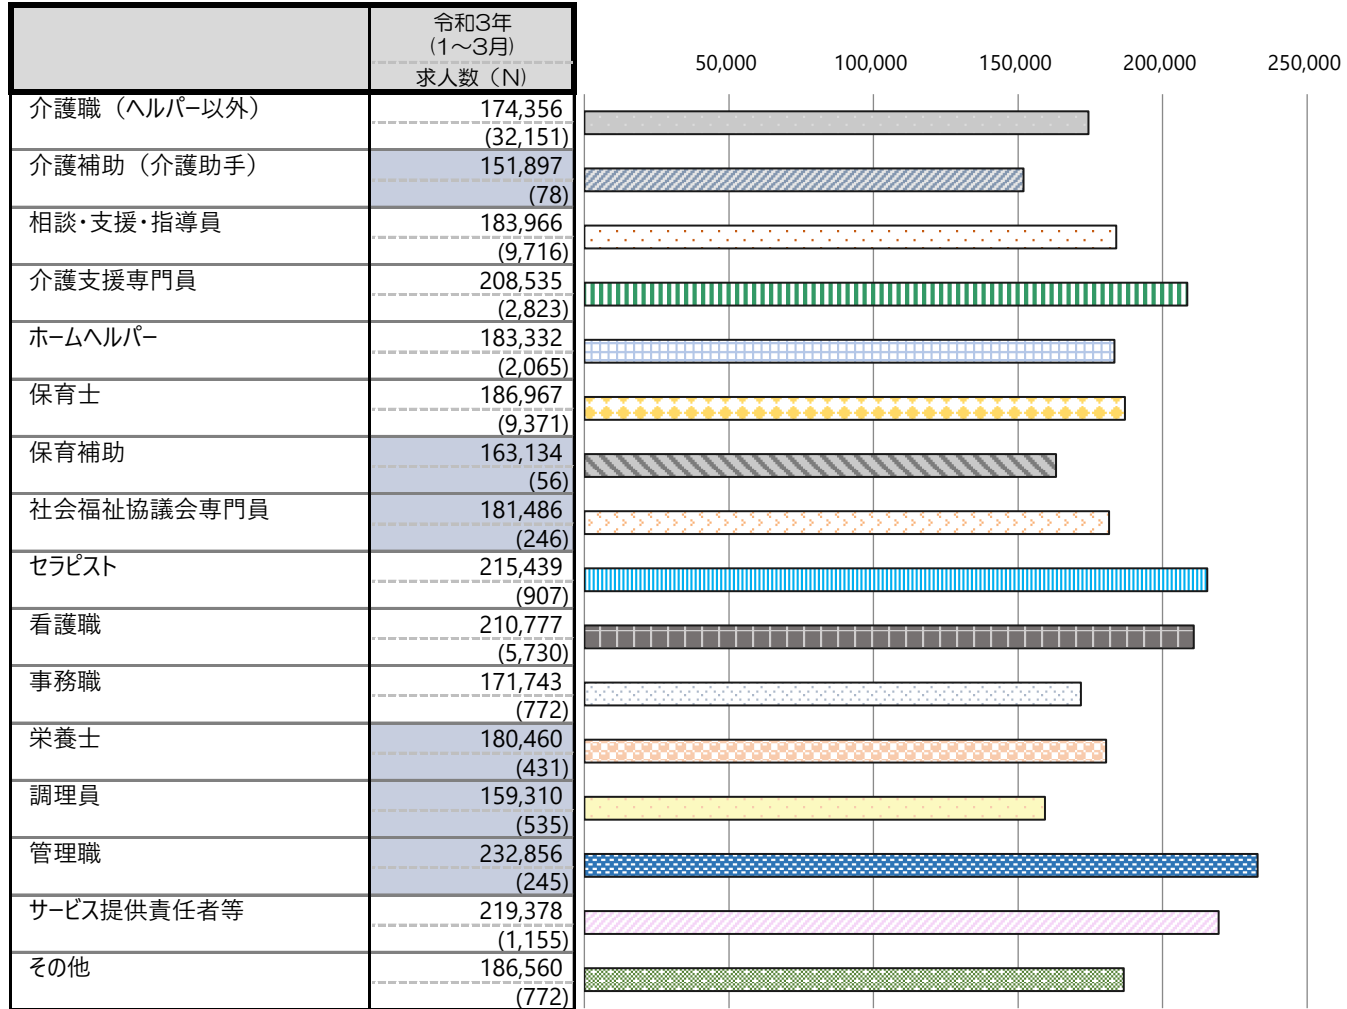 令和3年
(1～3月)
求人数（N）
50,000 100,000 150,000 200,000 250,000
介護職（ヘルパー以外） 174,356
(32,151)
介護補助（介護助手） 151,897
(78)
相談・支援・指導員 183,966
(9,716)
介護支援専門員 208,535
(2,823)
ホームヘルパー 183,332
(2,065)
保育士 186,967
(9,371)
保育補助 163,134
(56)
社会福祉協議会専門員 181,486
(246)
セラピスト 215,439
(907)
看護職 210,777
(5,730)
事務職 171,743
(772)
栄養士 180,460
(431)
調理員 159,310
(535)
管理職 232,856
(245)
サービス提供責任者等 219,378
(1,155)
その他 186,560
(772)